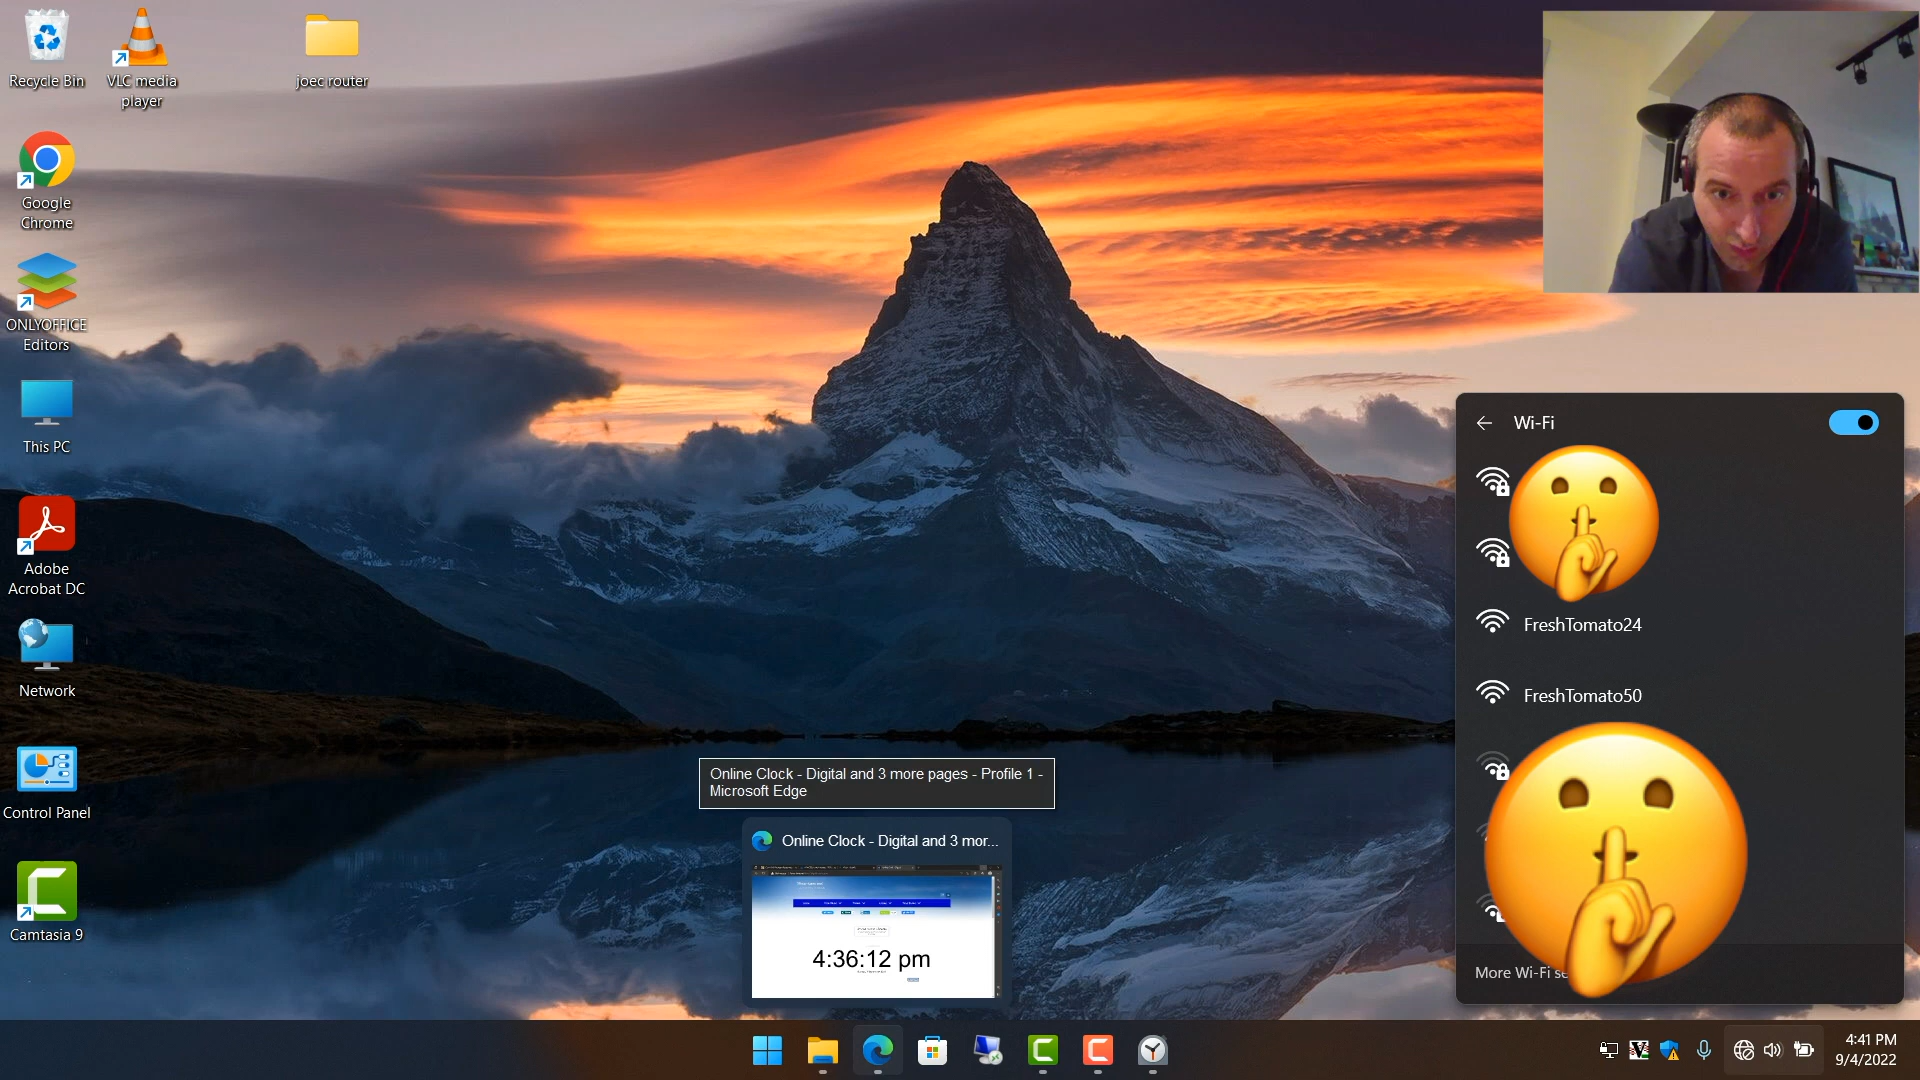 Recycle Bin
VLC media
player
joec router
Google
Chrome
ONLYOFFICE
Editors
This PC
Adobe
Acrobat DC
Network
Control Panel
Camtasia 9
Wi-Fi
FreshTomato24
FreshTomato50
More Wi-Fi se
Online Clock - Digital and 3 more pages - Profile 1 -
Microsoft Edge
Online Clock - Digital and 3 mor...
4:36:12 pm
4:41 PM
9/4/2022